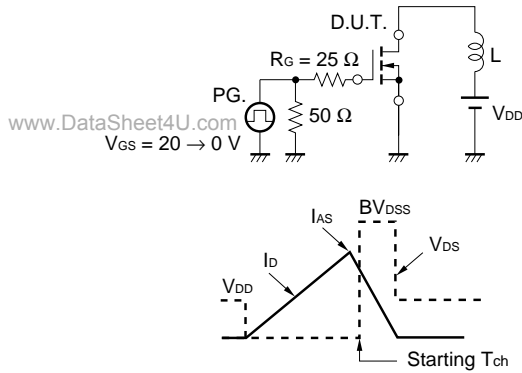 D.U.T.
RG = 25 Ω
L
PG.
50 Ω
VDD
www.DataSheet4U.com
VGS = 20 → 0 V
IAS
BVDSS
ID
VDS
VDD
Starting Tch